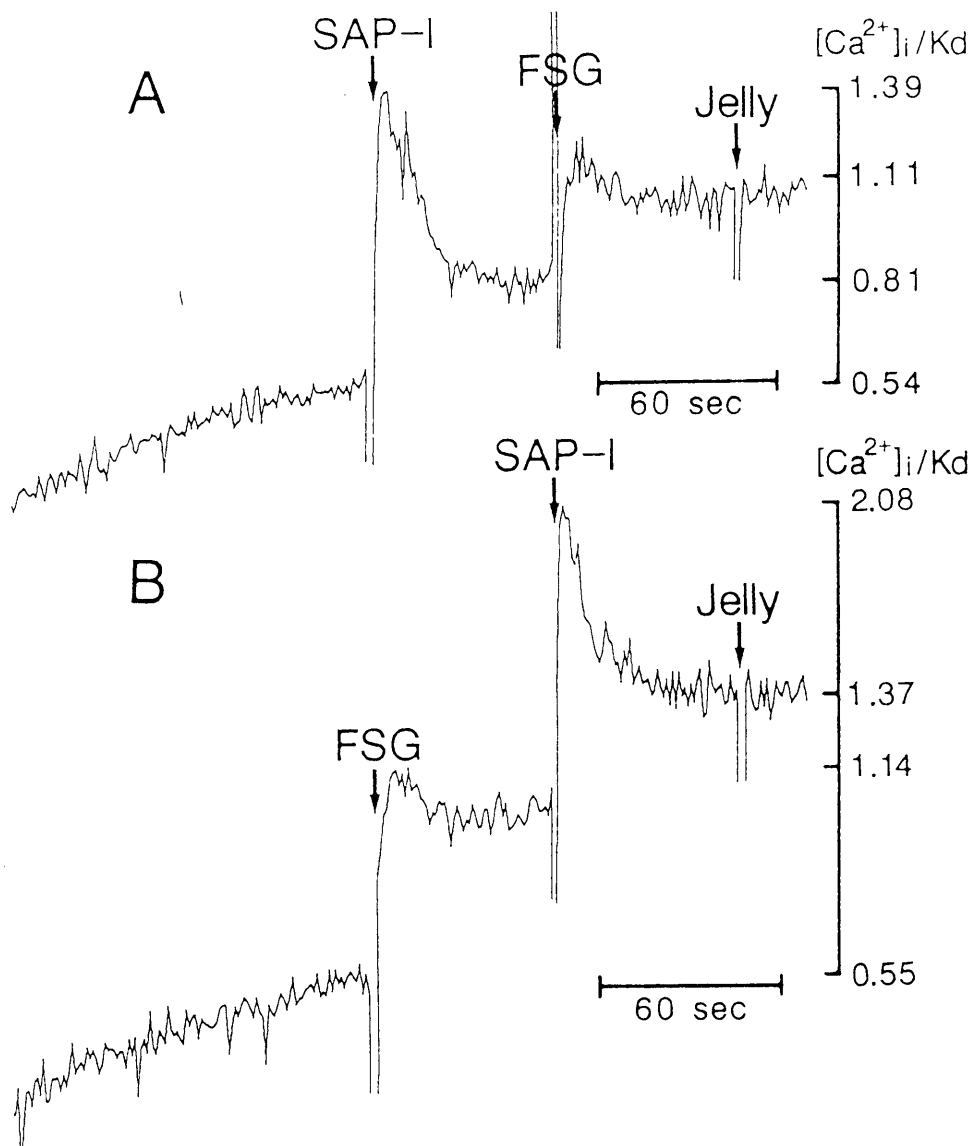 A
SAP-I
FSG
Jelly
[Ca²⁺]i/Kd
1.39
1.11
0.81
0.54
60 sec
B
FSG
SAP-I
Jelly
[Ca²⁺]i/Kd
2.08
1.37
1.14
0.55
60 sec